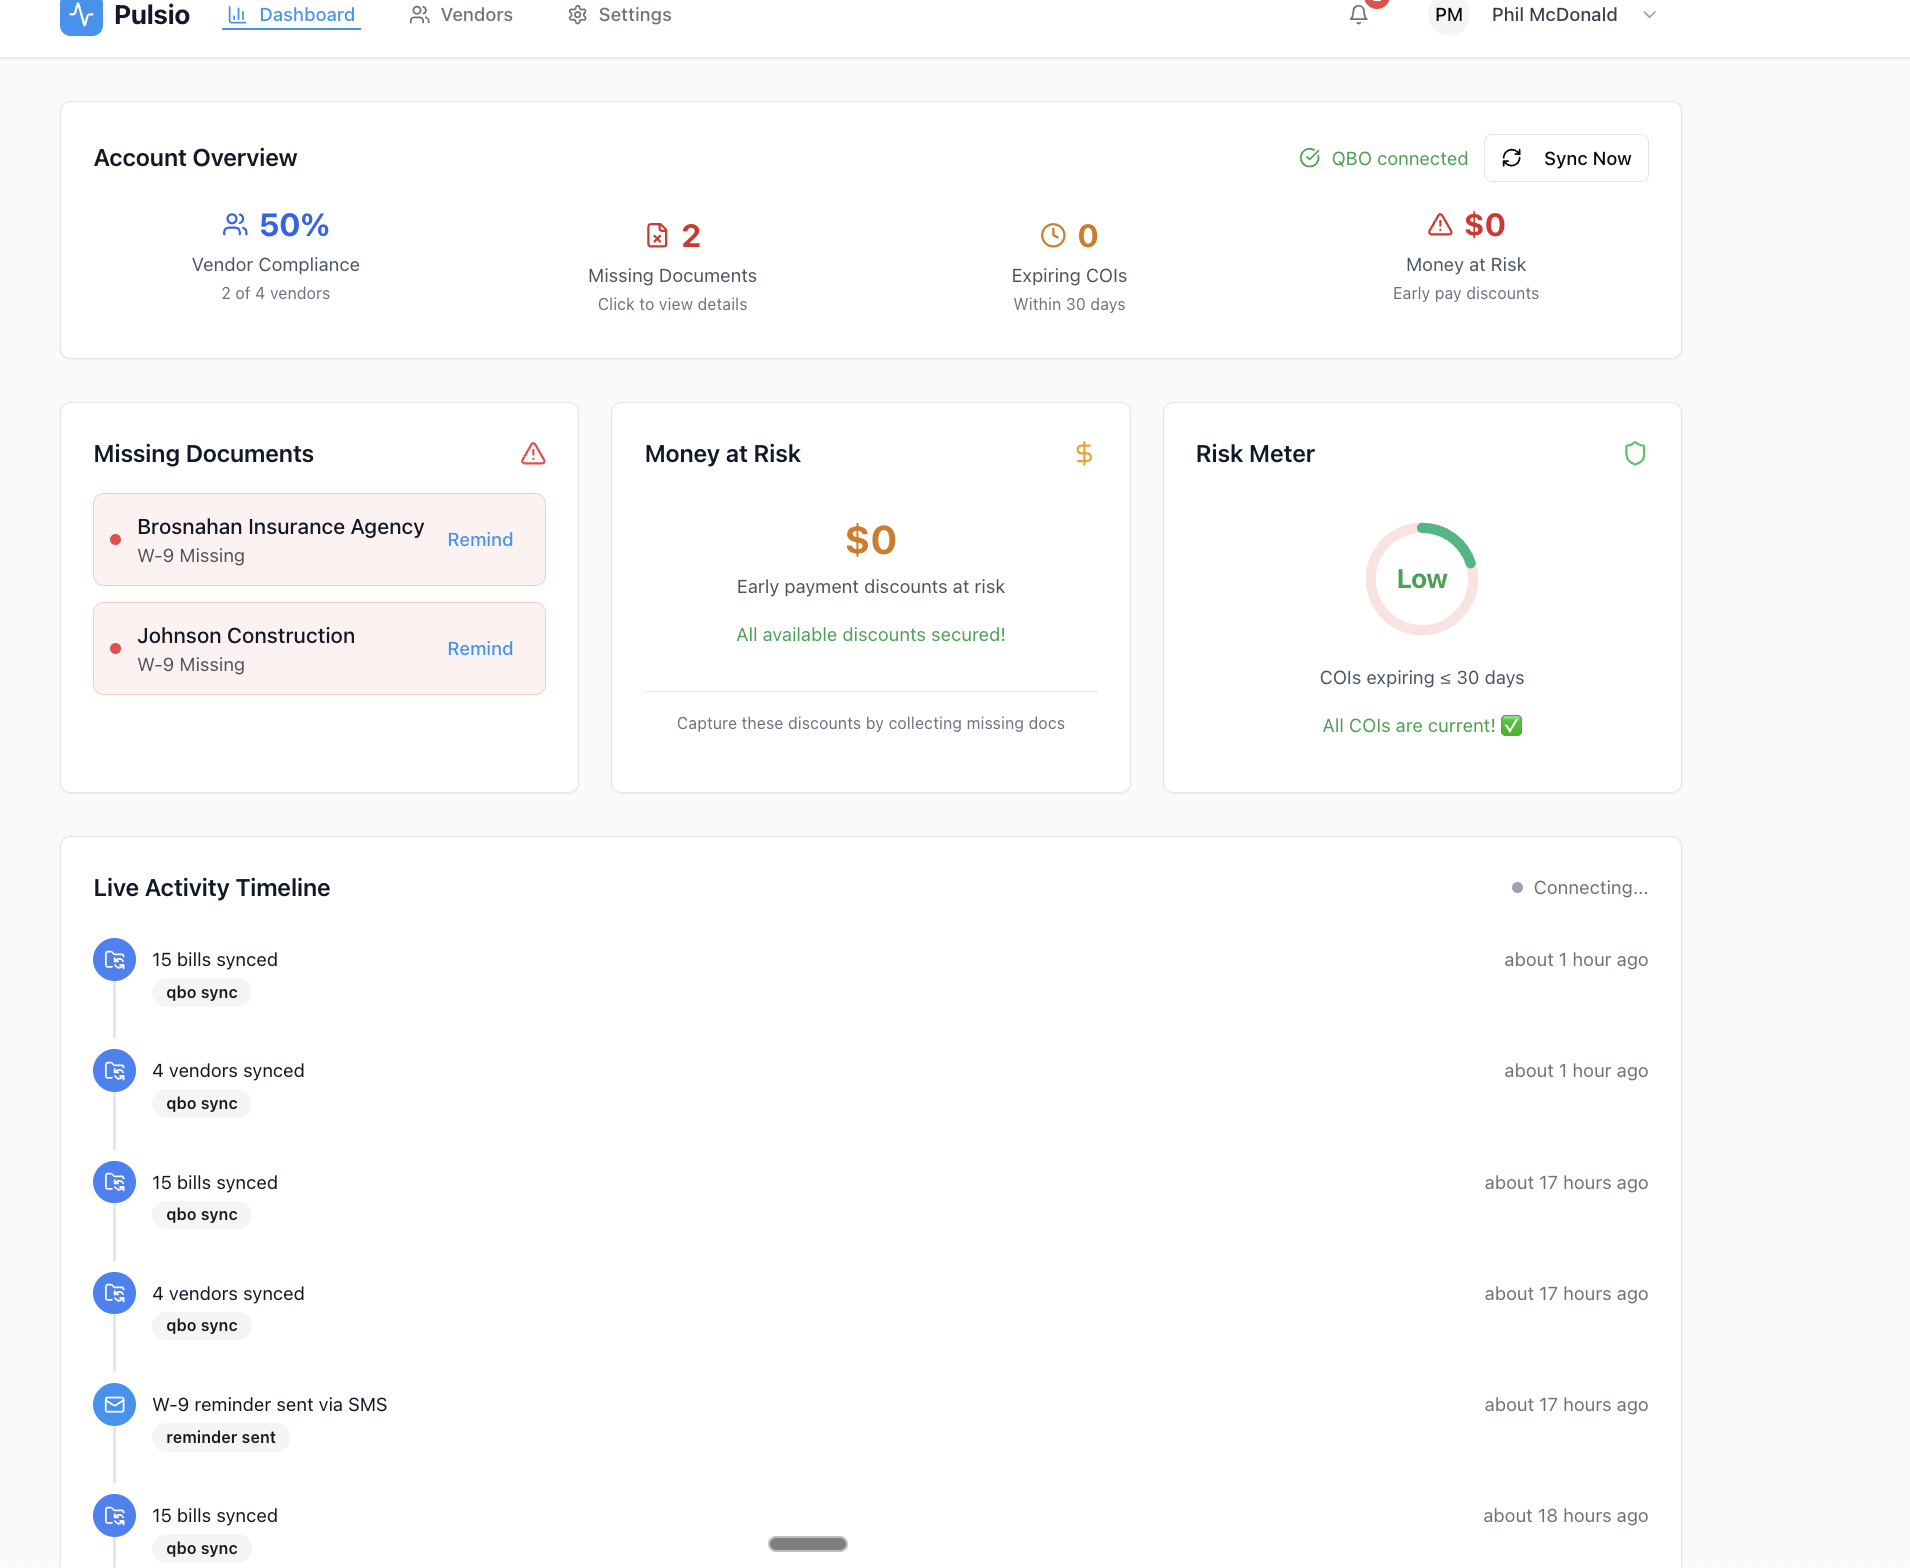 Pulsio
Dashboard
Vendors
Settings
PM
Phil McDonald
Account Overview
QBO connected
Sync Now
50%
Vendor Compliance
2 of 4 vendors
2
Missing Documents
Click to view details
0
Expiring COIs
Within 30 days
$0
Money at Risk
Early pay discounts
Missing Documents
Brosnahan Insurance Agency
W-9 Missing
Remind
Johnson Construction
W-9 Missing
Remind
Money at Risk
$0
Early payment discounts at risk
All available discounts secured!
Capture these discounts by collecting missing docs
Risk Meter
Low
COIs expiring ≤ 30 days
All COIs are current! ✅
Live Activity Timeline
Connecting...
15 bills synced
about 1 hour ago
qbo sync
4 vendors synced
about 1 hour ago
qbo sync
15 bills synced
about 17 hours ago
qbo sync
4 vendors synced
about 17 hours ago
qbo sync
W-9 reminder sent via SMS
about 17 hours ago
reminder sent
15 bills synced
about 18 hours ago
qbo sync